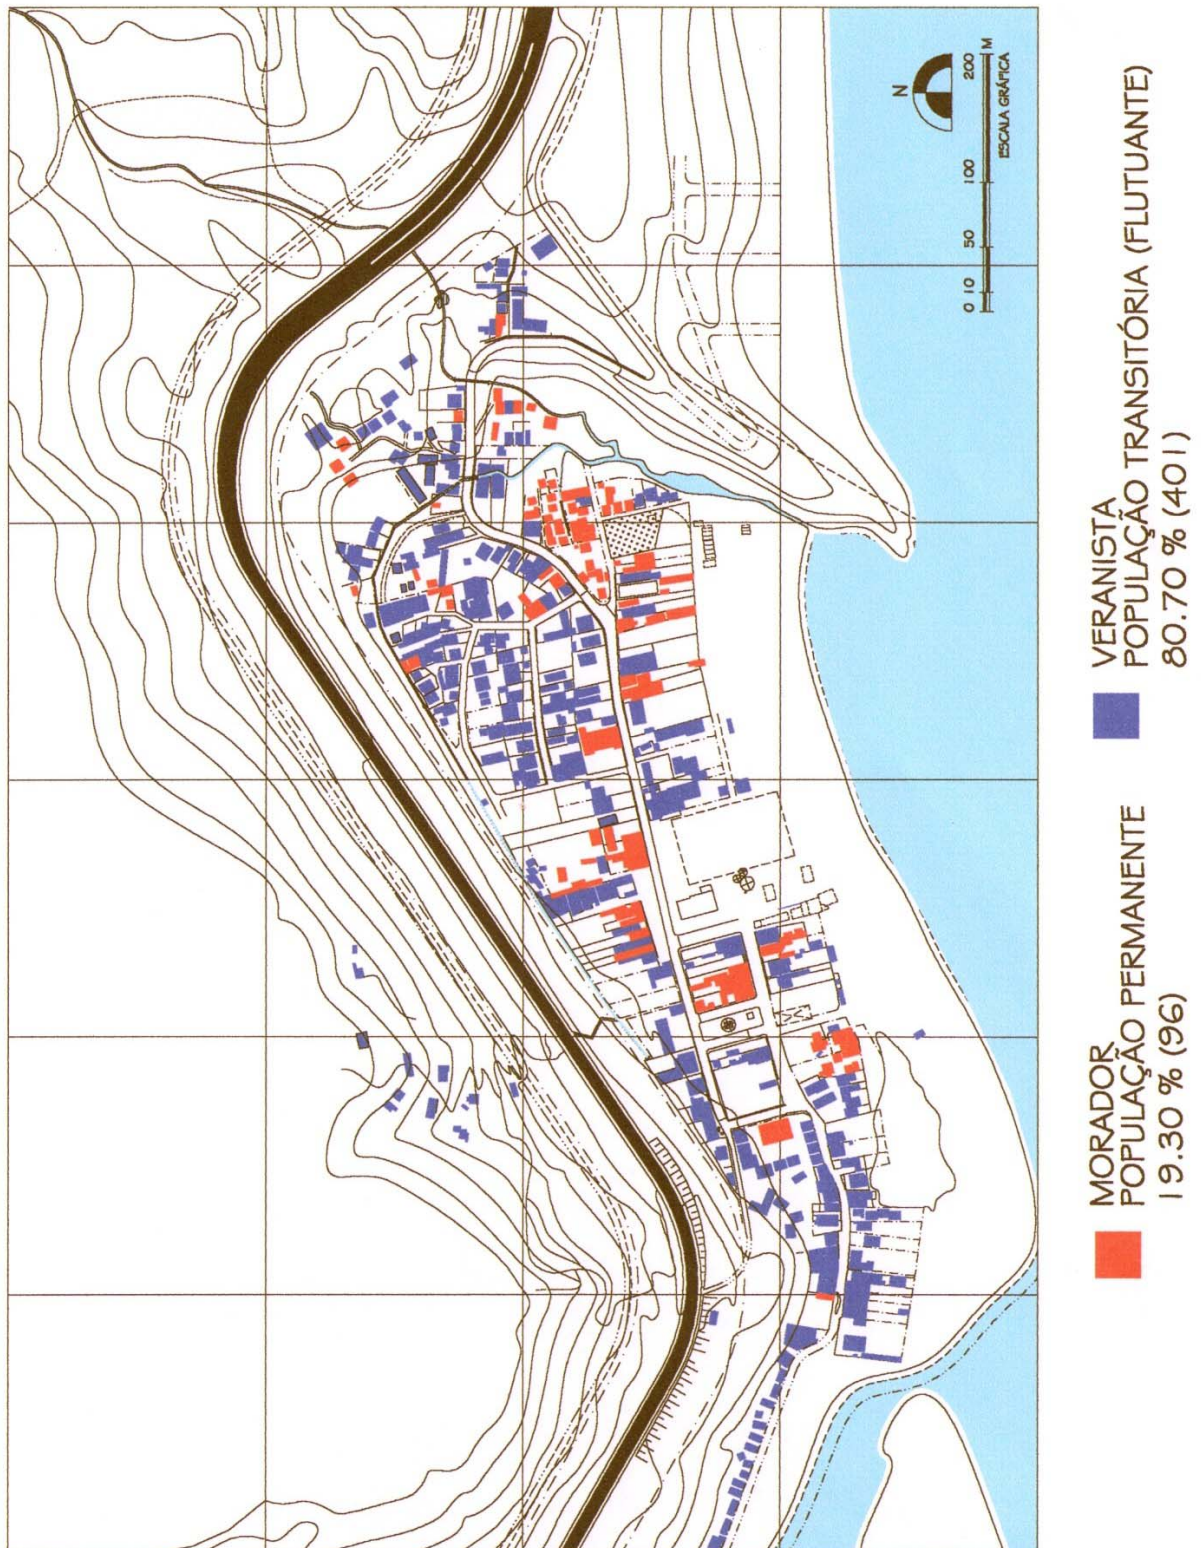 N
0 10 50 100 200 M
ESCALA GRÁFICA
MORADOR
POPULAÇÃO PERMANENTE
19.30 % (96)
VERANISTA
POPULAÇÃO TRANSITÓRIA (FLUTUANTE)
80.70 % (401)